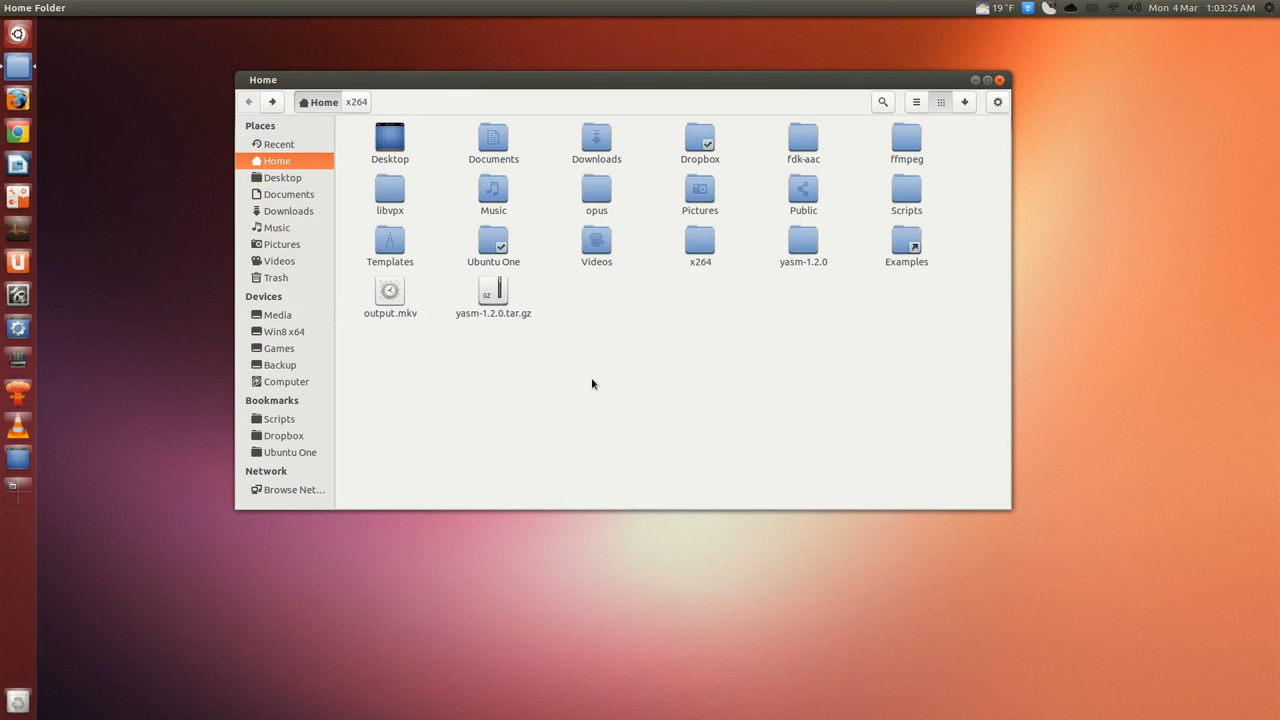 Home Folder
19 °F
Mon 4 Mar
1:03:25 AM
Home
Home
x264
Places
Recent
Home
Desktop
Documents
Downloads
Music
Pictures
Videos
Trash
Devices
Media
Win8 x64
Games
Backup
Computer
Bookmarks
Scripts
Dropbox
Ubuntu One
Network
Browse Net...
Desktop
Documents
Downloads
Dropbox
fdk-aac
ffmpeg
libvpx
Music
opus
Pictures
Public
Scripts
Templates
Ubuntu One
Videos
x264
yasm-1.2.0
Examples
output.mkv
GZ
yasm-1.2.0.tar.gz